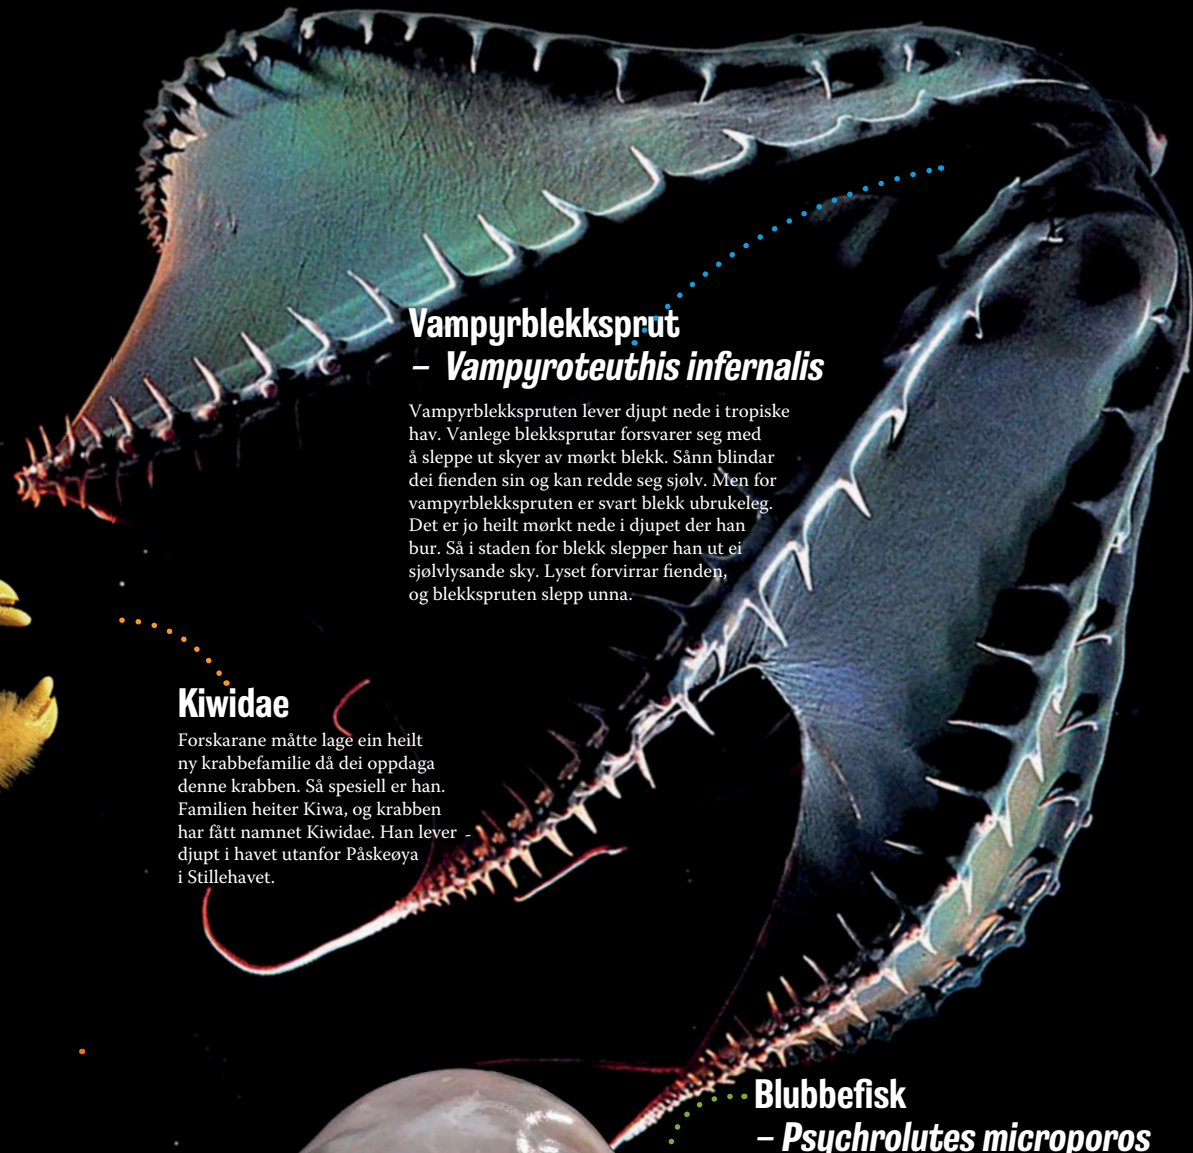 Vampyrblekksprut
– Vampyroteuthis infernalis
Vampyrblekkspruten lever djupt nede i tropiske
hav. Vanlege blekksprutar forsvarer seg med
å sleppe ut skyer av mørkt blekk. Sånn blindar
dei fienden sin og kan redde seg sjølv. Men for
vampyrblekkspruten er svart blekk ubrukeleg.
Det er jo heilt mørkt nede i djupet der han
bur. Så i staden for blekk slepper han ut ei
sjølvlysande sky. Lyset forvirrar fienden,
og blekkspruten slepp unna.
Kiwidae
Forskarane måtte lage ein heilt
ny krabbefamilie då dei oppdaga
denne krabben. Så spesiell er han.
Familien heiter Kiwa, og krabben
har fått namnet Kiwidae. Han lever -
djupt i havet utanfor Påskeøya
i Stillehavet.
Blubbefisk
– Psychrolutes microporos